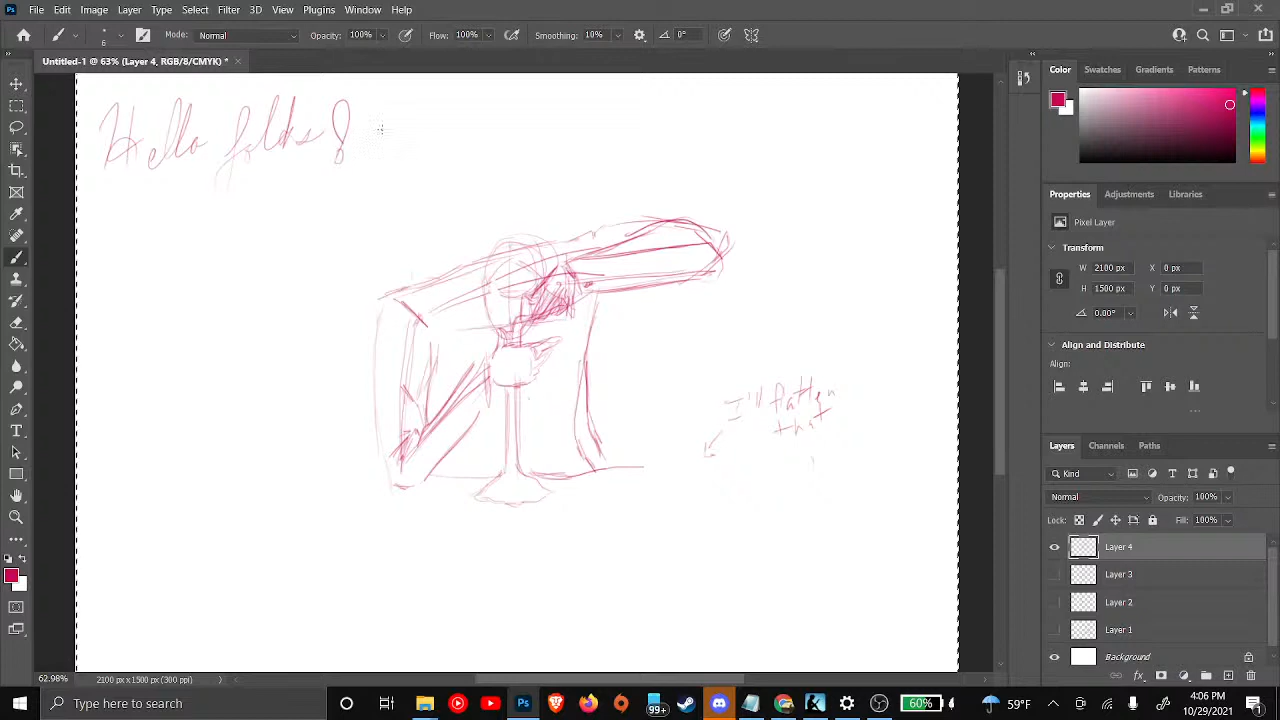 File Edit Image Layer Type Select Filter 3D View Plugins Window Help
Mode: Normal Opacity: 100% Flow: 100% Smoothing: 10% 0°
Untitled-1 @ 63% (Layer 4, RGB/8/CMYK) *
Hello folks
I'll flatten
that
Color Swatches Gradients Patterns
Properties Adjustments Libraries
Pixel Layer
Transform
W 2100 px X 0 px
H 1500 px Y 0 px
0.00°
Align and Distribute
Align:
Layers Channels Paths
Kind
Normal Opacity: 100%
Lock: Fill: 100%
Layer 4
Layer 3
Layer 2
Layer 1
Background
62.99% 2100 px x 1500 px (300 ppi)
Type here to search
99+
60%
59°F
4:06 PM
10/29/2021